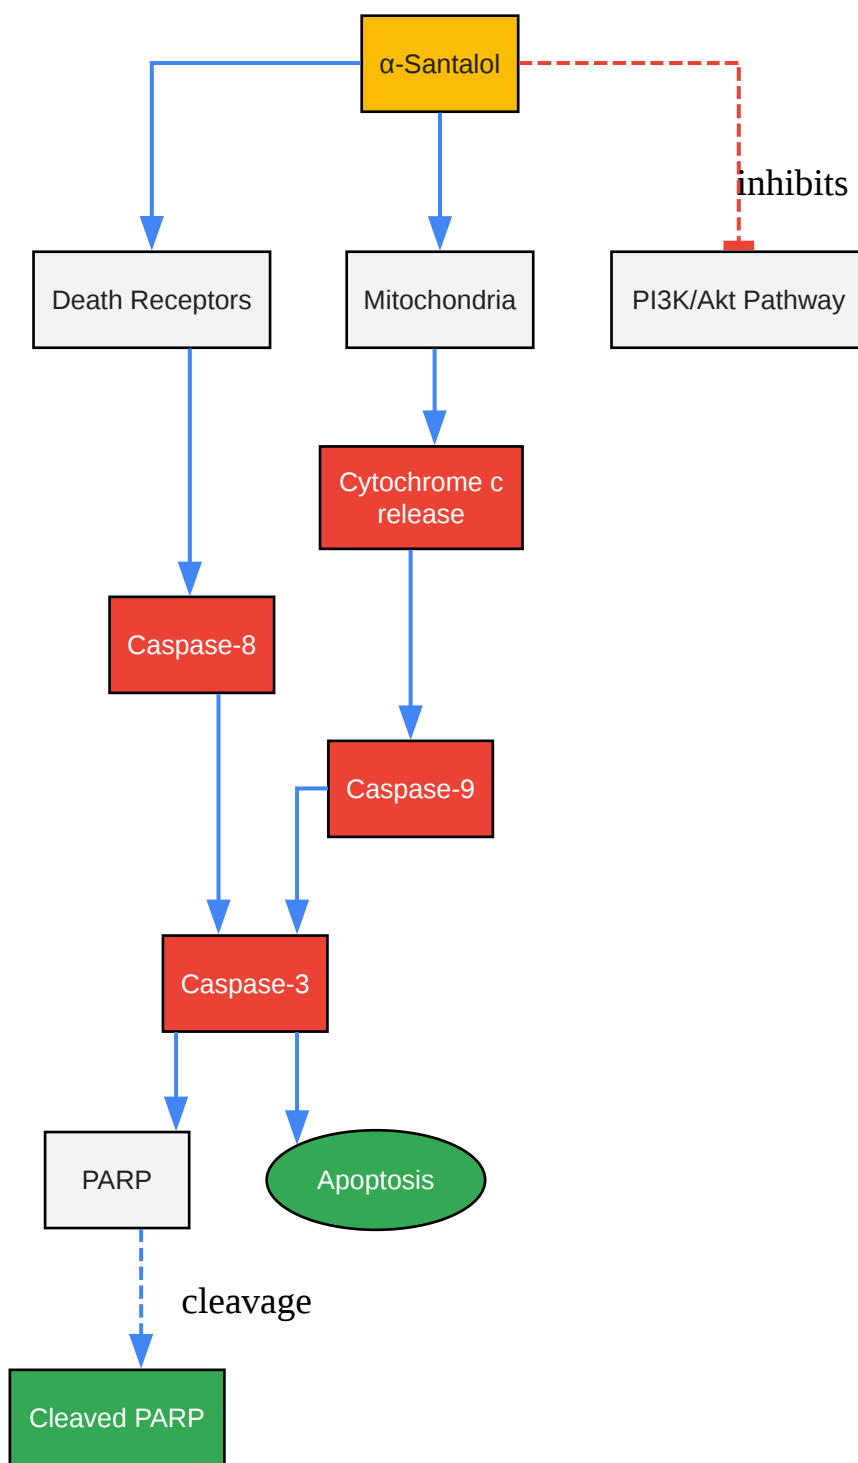 α-Santalol
inhibits
Death Receptors
Mitochondria
PI3K/Akt Pathway
Cytochrome c
release
Caspase-8
Caspase-9
Caspase-3
PARP
Apoptosis
cleavage
Cleaved PARP